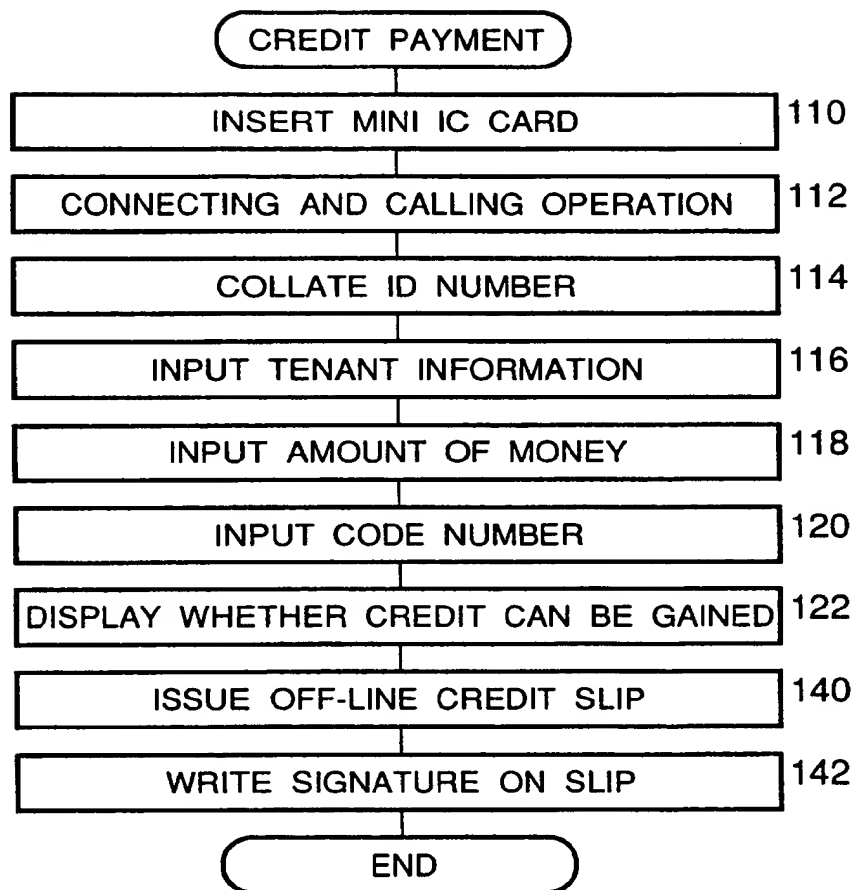 CREDIT PAYMENT
INSERT MINI IC CARD 110
CONNECTING AND CALLING OPERATION 112
COLLATE ID NUMBER 114
INPUT TENANT INFORMATION 116
INPUT AMOUNT OF MONEY 118
INPUT CODE NUMBER 120
DISPLAY WHETHER CREDIT CAN BE GAINED 122
ISSUE OFF-LINE CREDIT SLIP 140
WRITE SIGNATURE ON SLIP 142
END